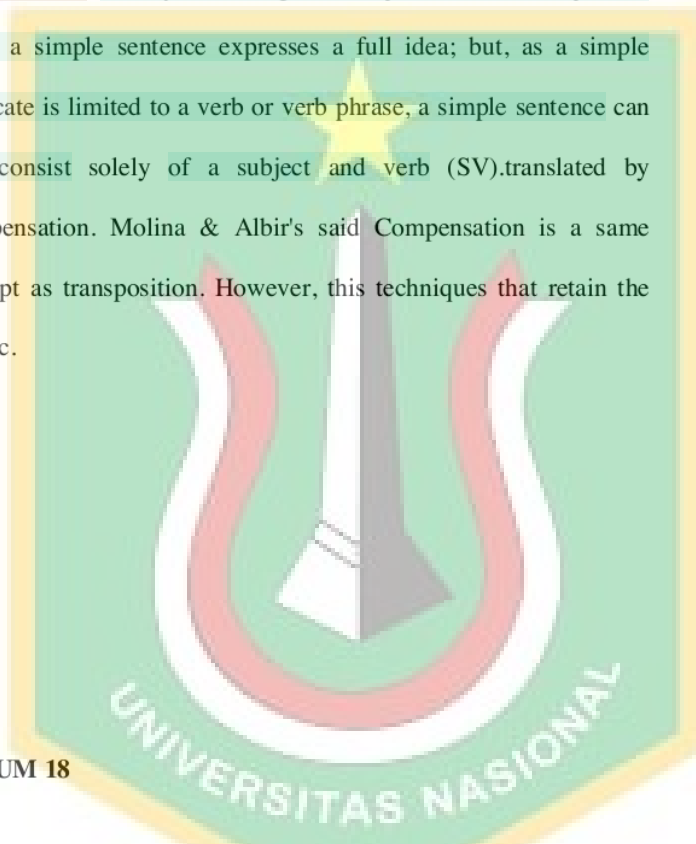 a simple sentence expresses a full idea; but, as a simple
cate is limited to a verb or verb phrase, a simple sentence can
consist solely of a subject and verb (SV).translated by
pensation. Molina & Albir's said Compensation is a same
pt as transposition. However, this techniques that retain the
c.
UM 18
UNIVERSITAS NASIONAL